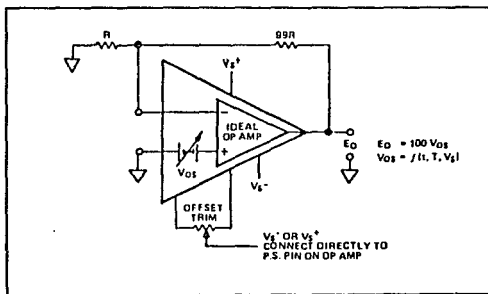 R
99R
Vs+
−
IDEAL
OP AMP
+
VOS
EO
EO = 100 VOS
VOS = f(t, T, Vs)
Vs-
OFFSET
TRIM
Vs- OR Vs+
CONNECT DIRECTLY TO
P.S. PIN ON OP AMP